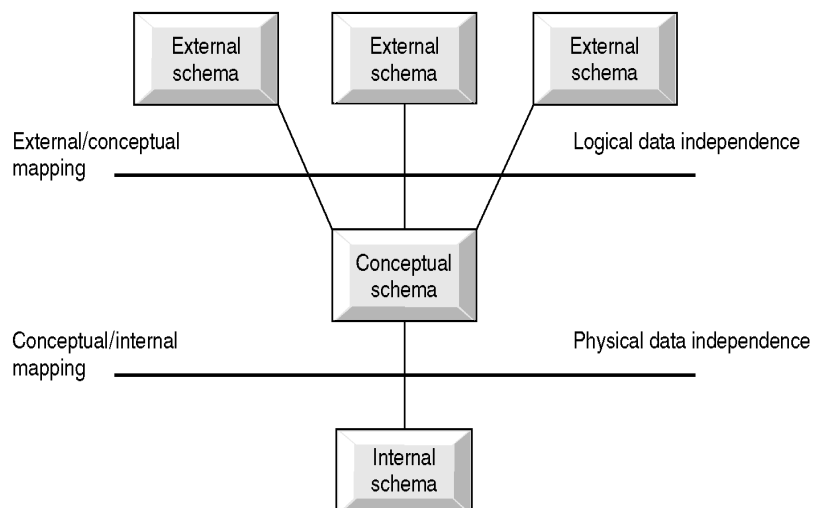 External
schema
External
schema
External
schema
External/conceptual
mapping
Logical data independence
Conceptual
schema
Conceptual/internal
mapping
Physical data independence
Internal
schema